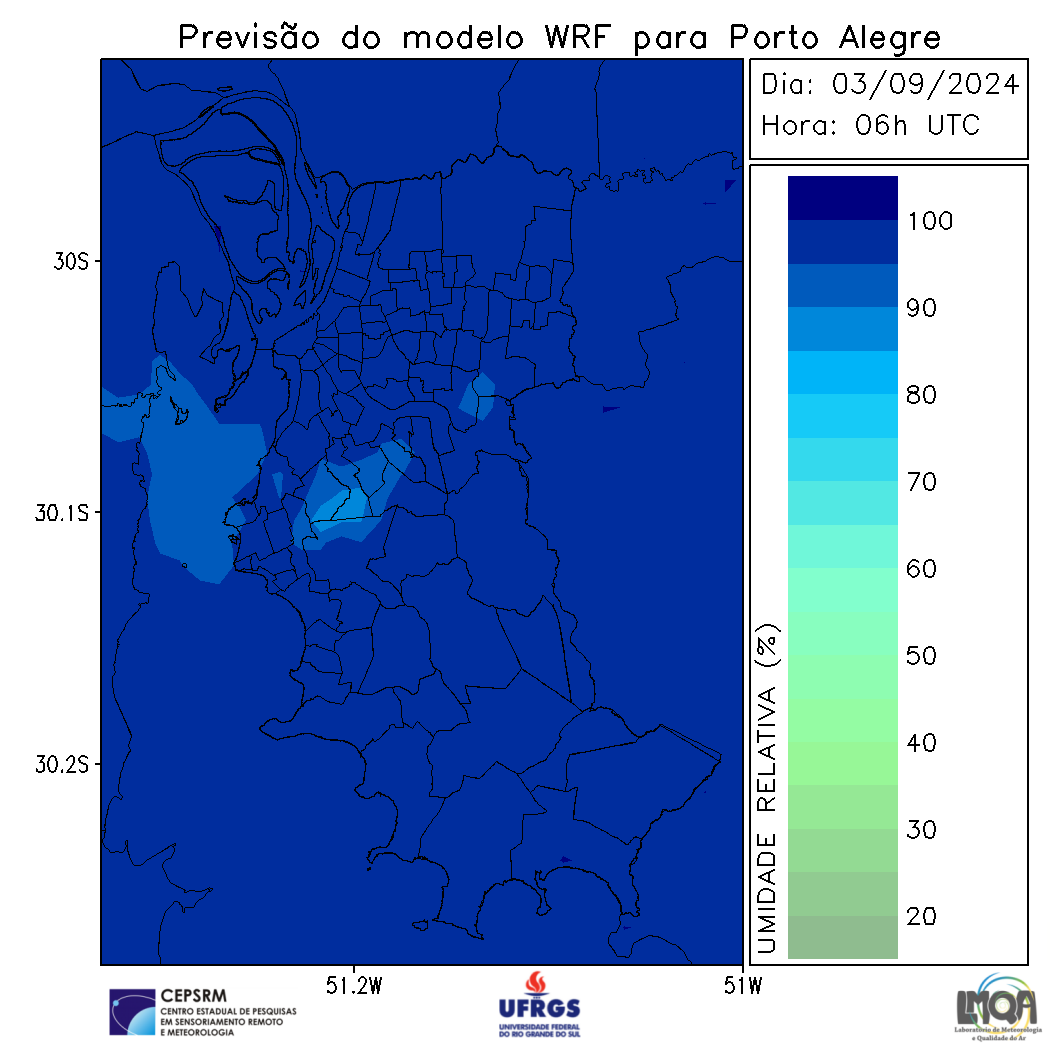 Previsão do modelo WRF para Porto Alegre
Dia: 03/09/2024
Hora: 06h UTC
100
90
80
70
60
50
40
30
20
UMIDADE RELATIVA (%)
30S
30.1S
30.2S
51.2W
51W
CEPSRM
CENTRO ESTADUAL DE PESQUISAS
EM SENSORIAMENTO REMOTO
E METEOROLOGIA
UFRGS
UNIVERSIDADE FEDERAL
DO RIO GRANDE DO SUL
LMQA
Laboratório de Meteorologia
e Qualidade do Ar